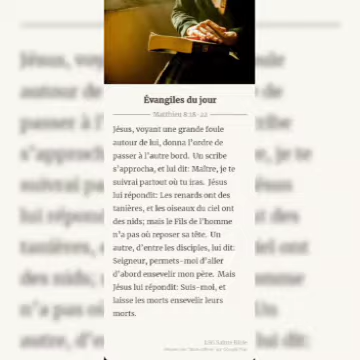 Évangiles du jour
Matthieu 8:18-22
Jésus, voyant une grande foule
autour de lui, donna l'ordre de
passer à l'autre bord. Un scribe
s'approcha, et lui dit: Maître, je te
suivrai partout où tu iras. Jésus
lui répondit: Les renards ont des
tanières, et les oiseaux du ciel ont
des nids; mais le Fils de l'homme
n'a pas où reposer sa tête. Un
autre, d'entre les disciples, lui dit:
Seigneur, permets-moi d'aller
d'abord ensevelir mon père. Mais
Jésus lui répondit: Suis-moi, et
laisse les morts ensevelir leurs
morts.